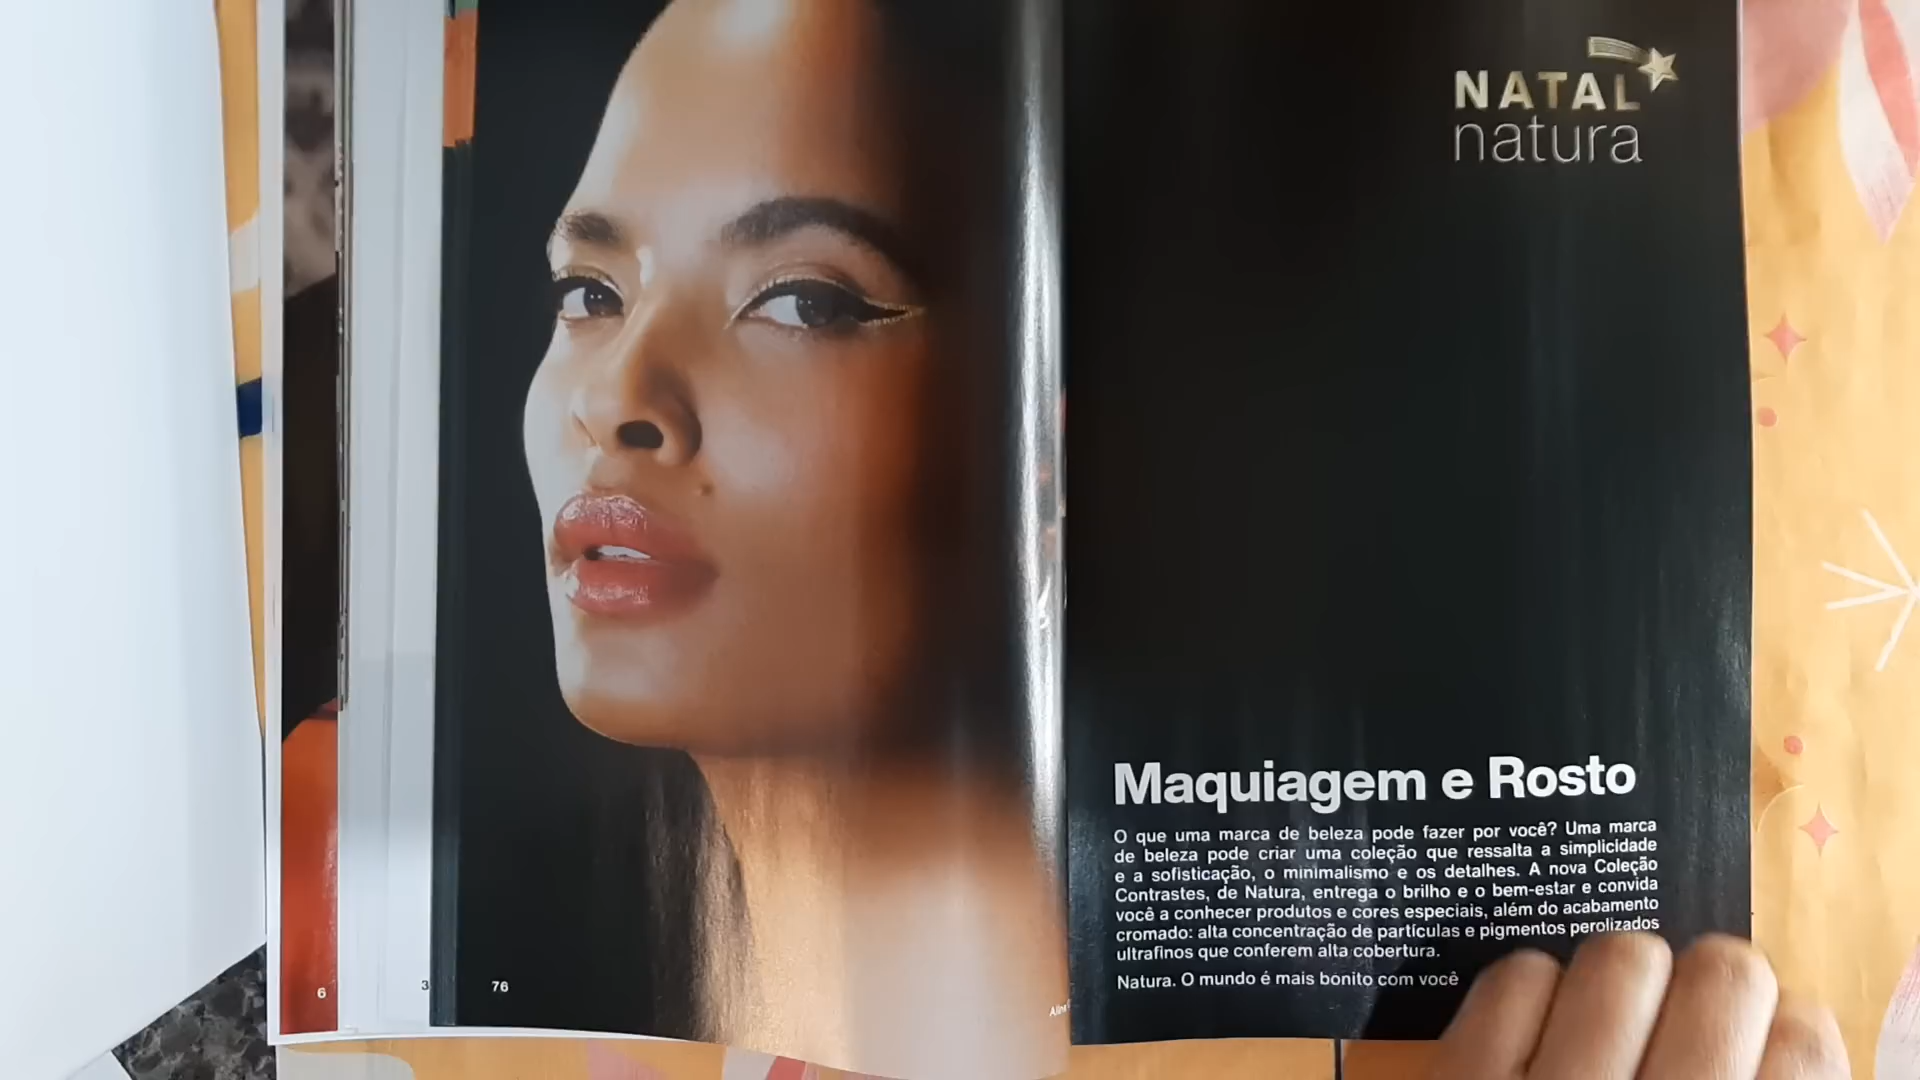 NATAL
natura
Maquiagem e Rosto
O que uma marca de beleza pode fazer por você? Uma marca
de beleza pode criar uma coleção que ressalta a simplicidade
e a sofisticação, o minimalismo e os detalhes. A nova Coleção
Contrastes, de Natura, entrega o brilho e o bem-estar e convida
você a conhecer produtos e cores especiais, além do acabamento
cromado: alta concentração de partículas e pigmentos perolizados
ultrafinos que conferem alta cobertura.
Natura. O mundo é mais bonito com você
6
3
76